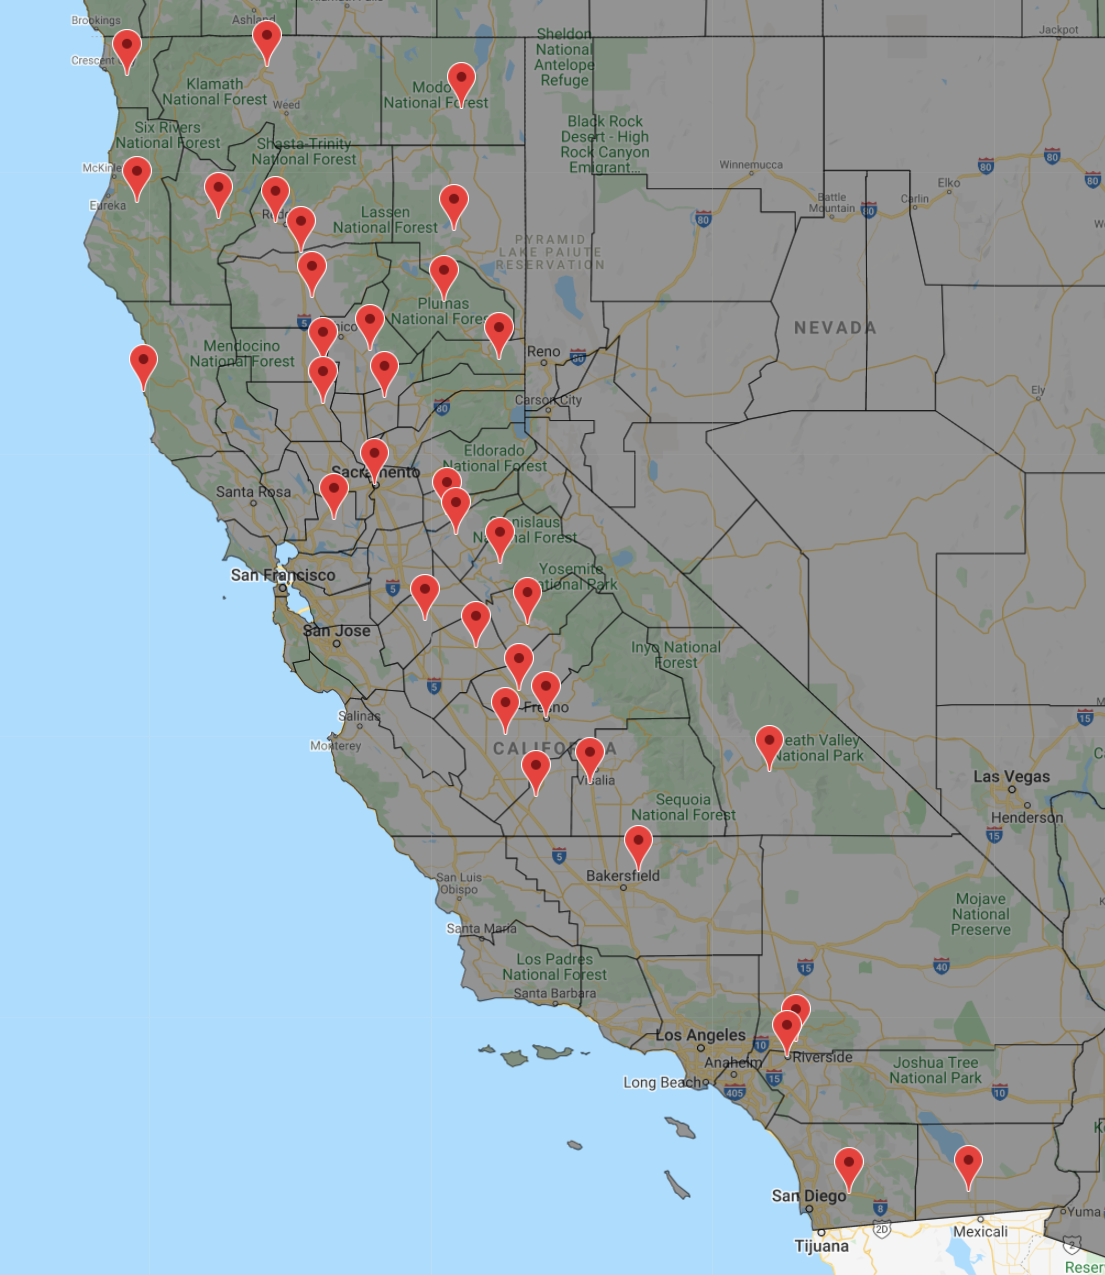 Brookings
Ashland
Jackpot
Sheldon
National
Antelope
Refuge
Crescent
Klamath
National Forest
Weed
National Forest
Black Rock
Desert - High
Rock Canyon
Emigrant...
Six Rivers
National Forest
Shasta-Trinity
National Forest
Winnemucca
80
80
80
Elko
Battle
Mountain
80
Carlin
80
Eureka
Lassen
National Forest
PYRAMID
LAKE PAIUTE
RESERVATION
Plumas
National Forest
5
NEVADA
Mendocino
National Forest
Reno
80
Ely
Carson City
80
Eldorado
National Forest
Sacramento
Santa Rosa
National Forest
Yosemite
National Park
San Francisco
5
San Jose
Inyo National
Forest
5
Fresno
Salinas
Monterey
15
CALIFORNIA
Death Valley
National Park
Las Vegas
Visalia
Henderson
Sequoia
National Forest
15
5
Bakersfield
San Luis
Obispo
Mojave
National
Preserve
Santa Maria
Los Padres
National Forest
15
40
Santa Barbara
Los Angeles
10
Riverside
Anaheim
Joshua Tree
National Park
Long Beach
15
405
10
San Diego
8
2D
Mexicali
Yuma
Tijuana
2